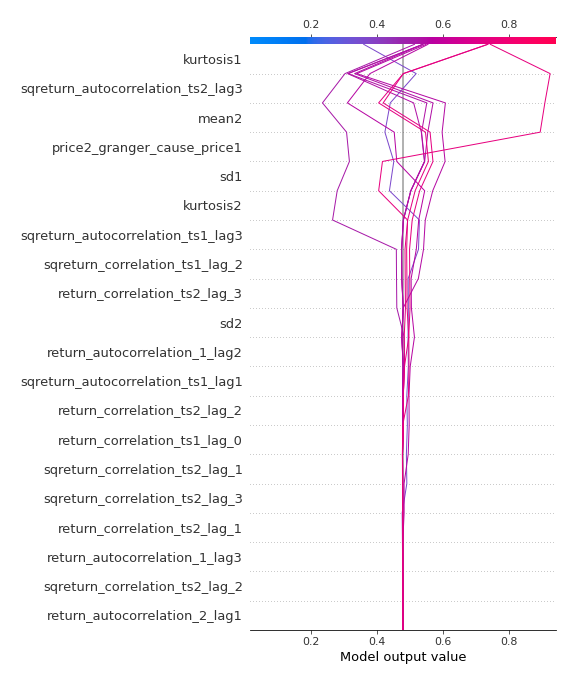 0.2 0.4 0.6 0.8
kurtosis1
sqreturn_autocorrelation_ts2_lag3
mean2
price2_granger_cause_price1
sd1
kurtosis2
sqreturn_autocorrelation_ts1_lag3
sqreturn_correlation_ts1_lag_2
return_correlation_ts2_lag_3
sd2
return_autocorrelation_1_lag2
sqreturn_autocorrelation_ts1_lag1
return_correlation_ts2_lag_2
return_correlation_ts1_lag_0
sqreturn_correlation_ts2_lag_1
sqreturn_correlation_ts2_lag_3
return_correlation_ts2_lag_1
return_autocorrelation_1_lag3
sqreturn_correlation_ts2_lag_2
return_autocorrelation_2_lag1
0.2 0.4 0.6 0.8
Model output value